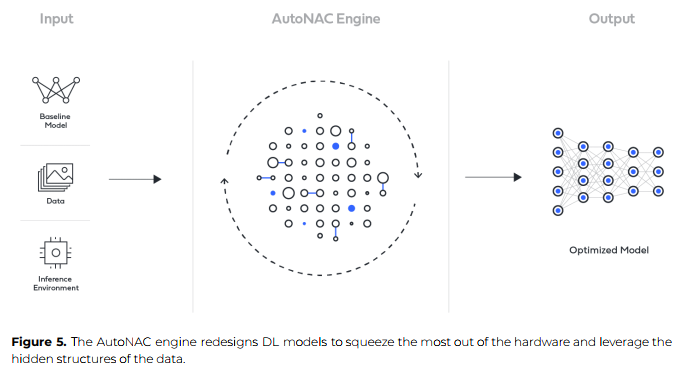 Input
AutoNAC Engine
Output
Baseline
Model
Data
Inference
Environment
Optimized Model
Figure 5. The AutoNAC engine redesigns DL models to squeeze the most out of the hardware and leverage the
hidden structures of the data.